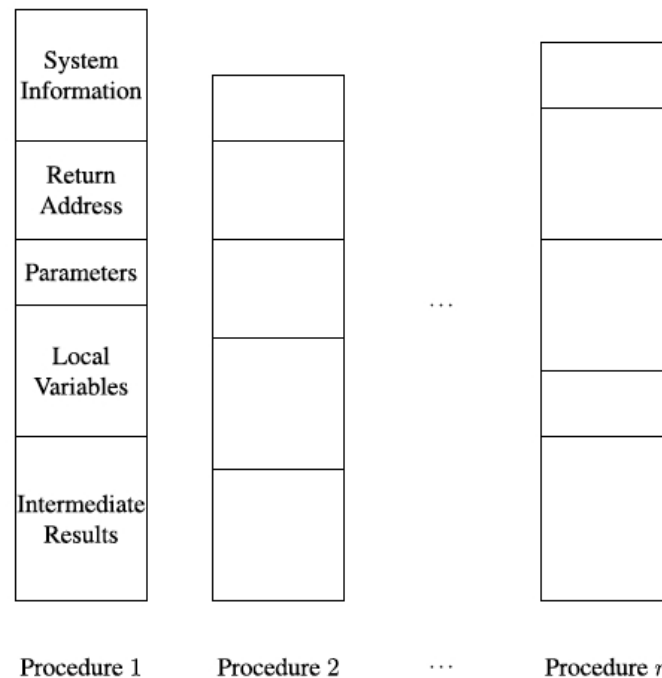 System
Information
Return
Address
Parameters
Local
Variables
Intermediate
Results
...
Procedure 1
Procedure 2
...
Procedure